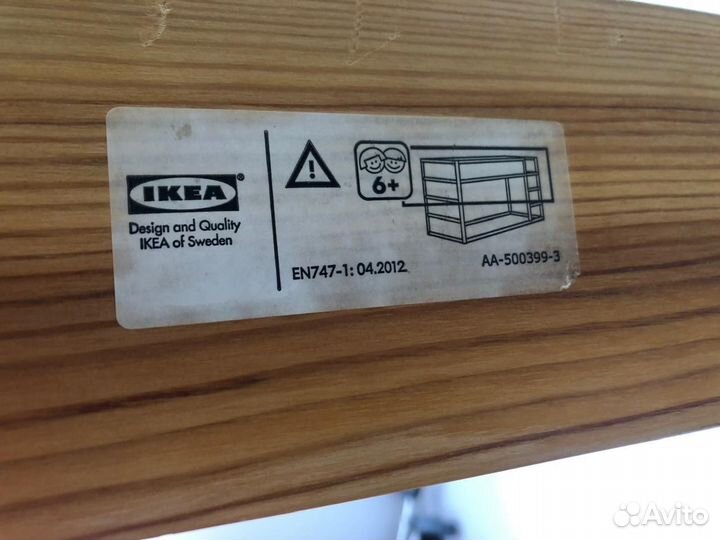 IKEA®
Design and Quality
IKEA of Sweden
6+
EN747-1: 04.2012
AA-500399-3
Avito